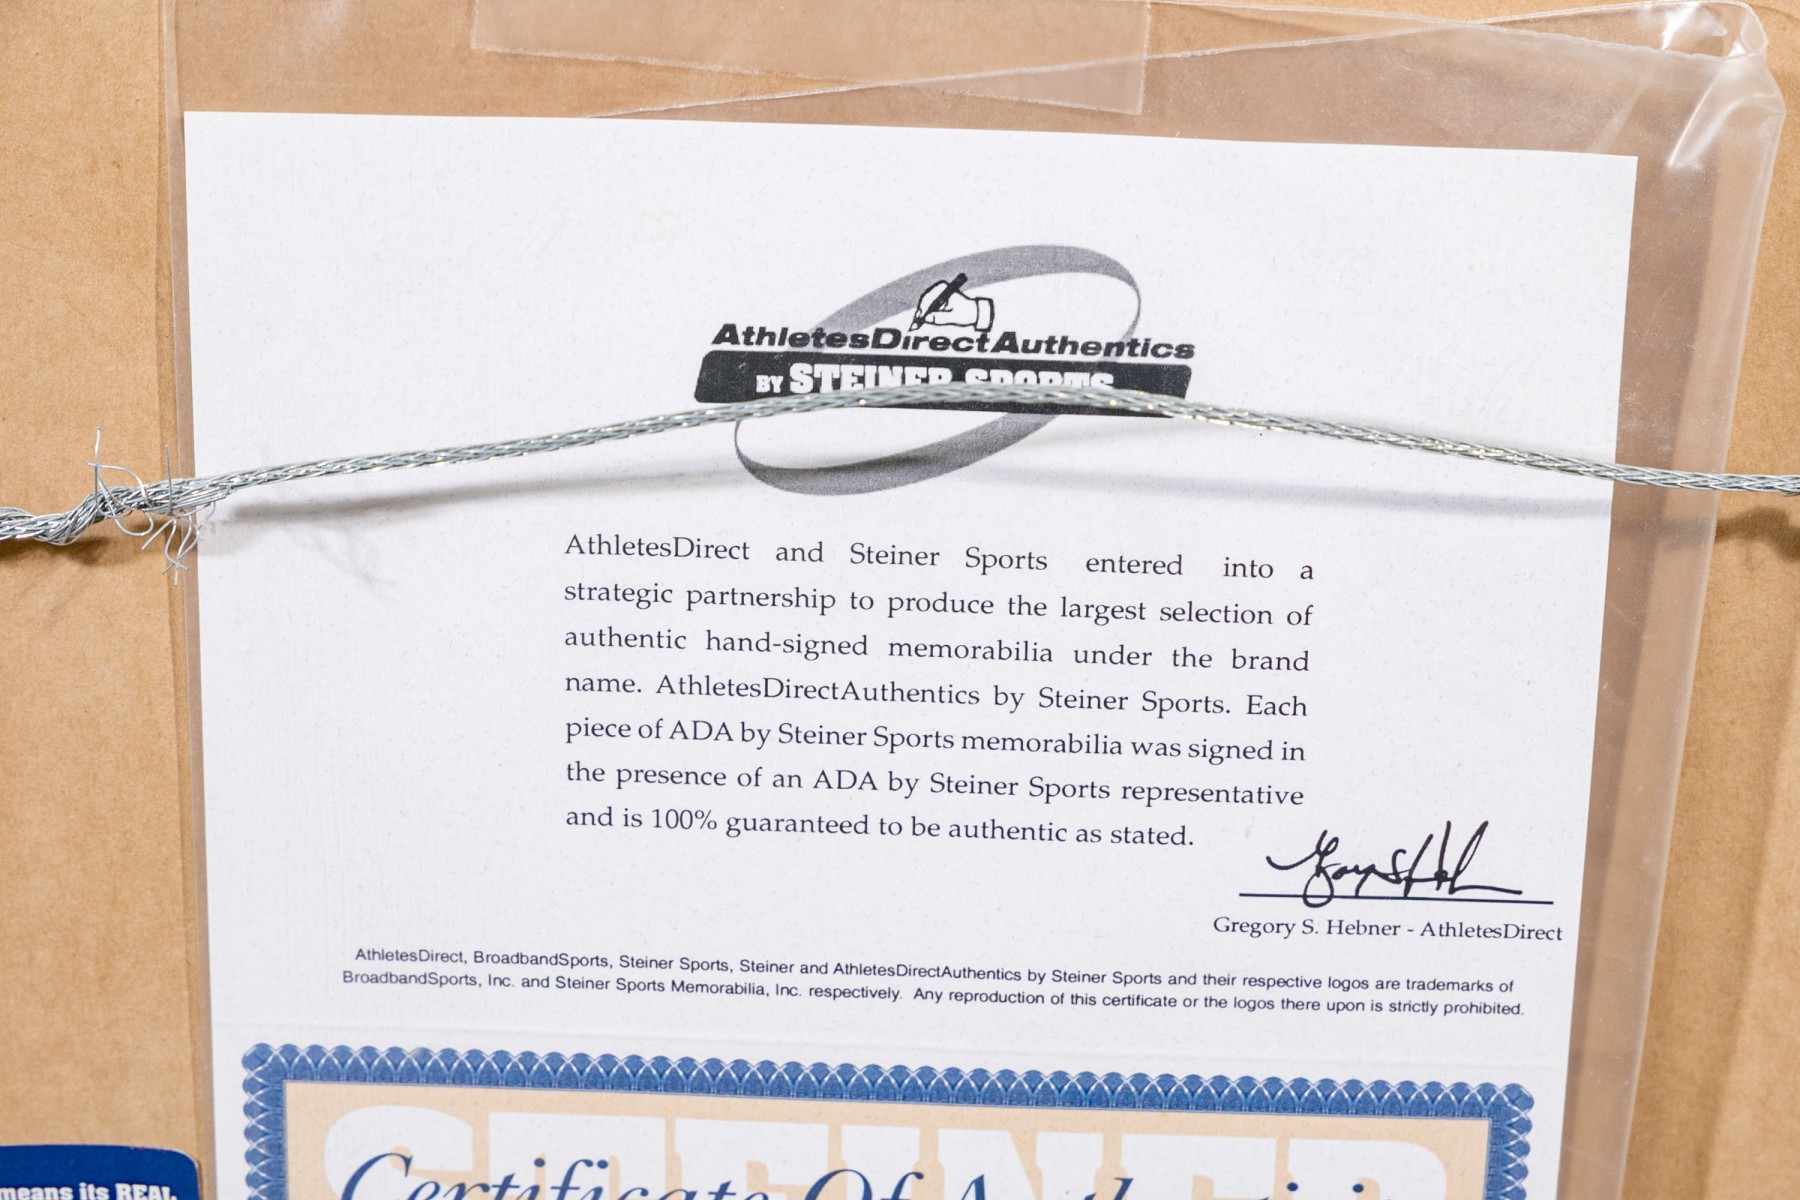 AthletesDirectAuthentics
BY STEINER SPORTS
AthletesDirect and Steiner Sports entered into a
strategic partnership to produce the largest selection of
authentic hand-signed memorabilia under the brand
name. AthletesDirectAuthentics by Steiner Sports. Each
piece of ADA by Steiner Sports memorabilia was signed in
the presence of an ADA by Steiner Sports representative
and is 100% guaranteed to be authentic as stated.
Gregory S. Hebner - AthletesDirect
AthletesDirect, BroadbandSports, Steiner Sports, Steiner and AthletesDirectAuthentics by Steiner Sports and their respective logos are trademarks of
BroadbandSports, Inc. and Steiner Sports Memorabilia, Inc. respectively. Any reproduction of this certificate or the logos there upon is strictly prohibited.
STEINER
Certificate Of
means its REAL